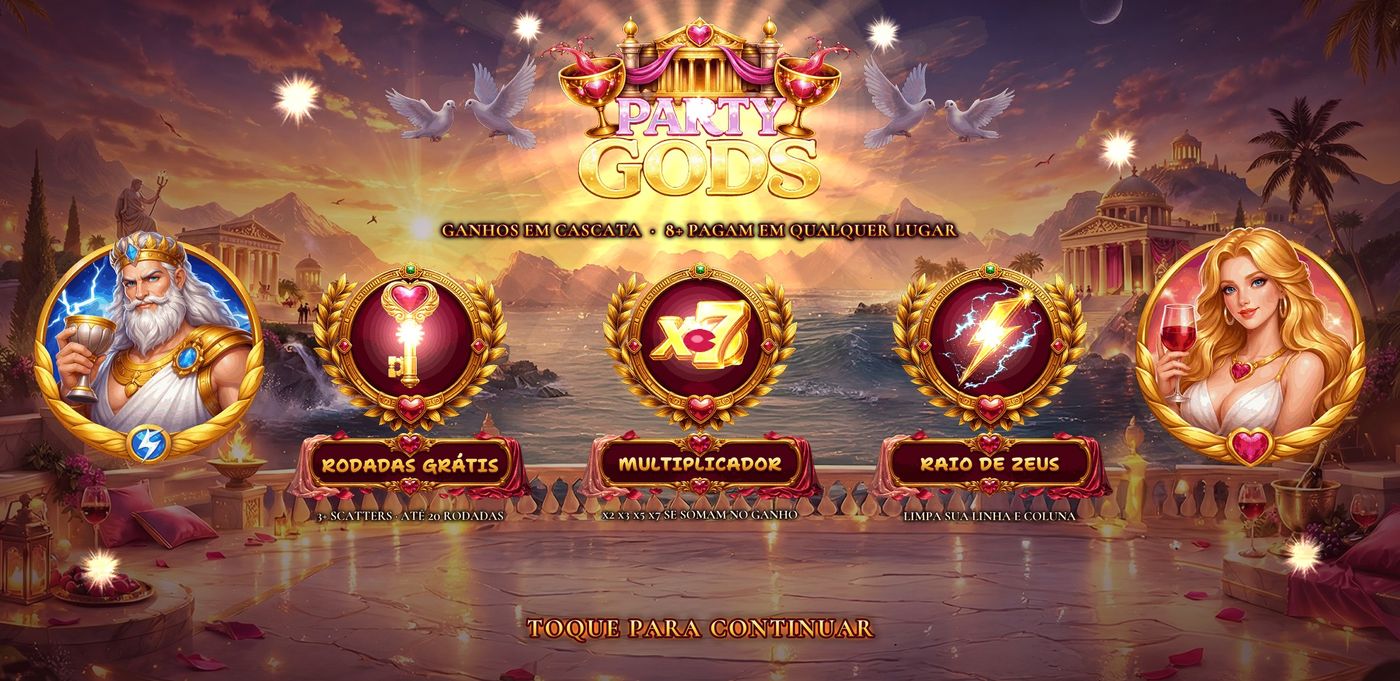 PARTY
GODS
GANHOS EM CASCATA · 8+ PAGAM EM QUALQUER LUGAR
x7
RODADAS GRÁTIS
MULTIPLICADOR
RAIO DE ZEUS
3+ SCATTERS · ATÉ 20 RODADAS
x2 x3 x5 x7 SE SOMAM NO GANHO
LIMPA SUA LINHA E COLUNA
TOQUE PARA CONTINUAR